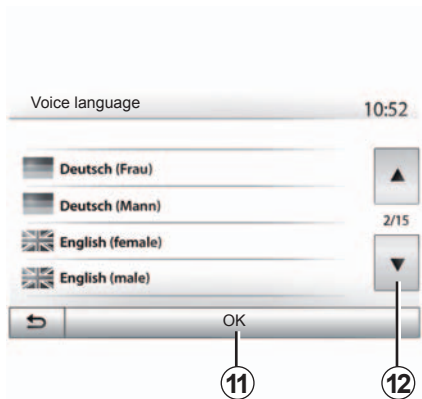 Voice language
10:52
Deutsch (Frau)
Deutsch (Mann)
2/15
English (female)
English (male)
OK
11
12